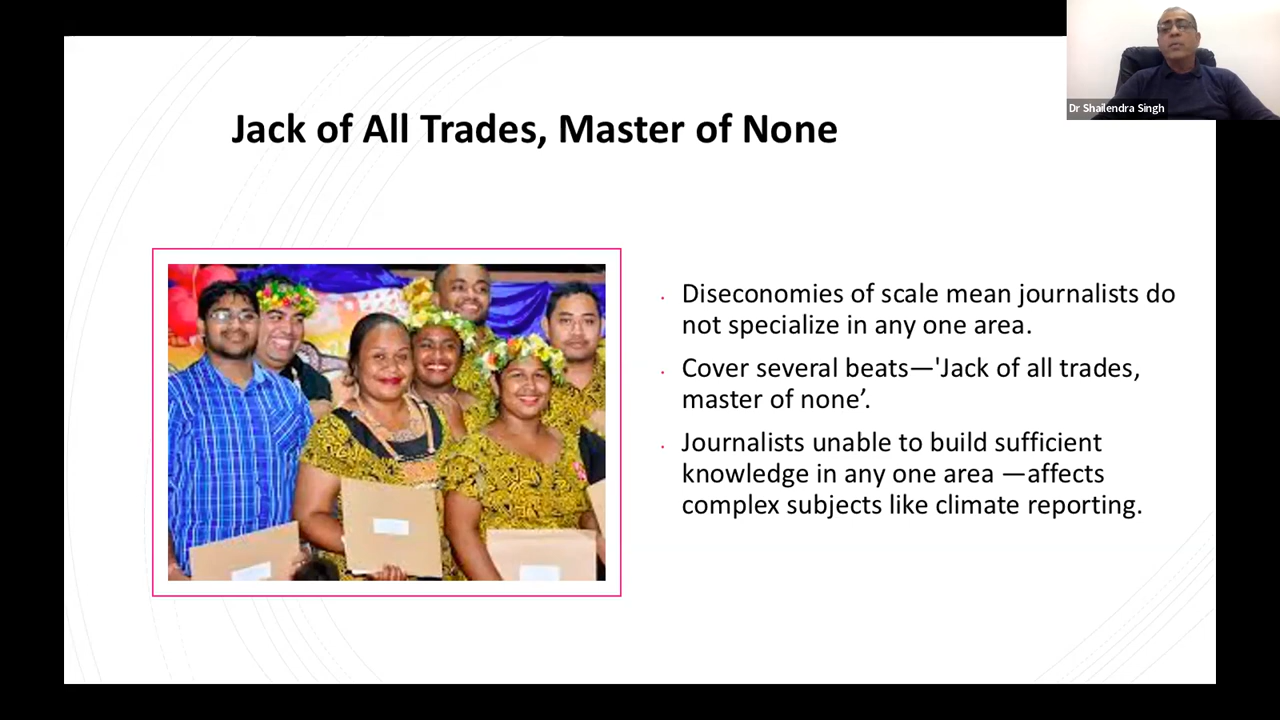 Dr Shailendra Singh
Jack of All Trades, Master of None
Diseconomies of scale mean journalists do
not specialize in any one area.
Cover several beats—'Jack of all trades,
master of none’.
Journalists unable to build sufficient
knowledge in any one area —affects
complex subjects like climate reporting.